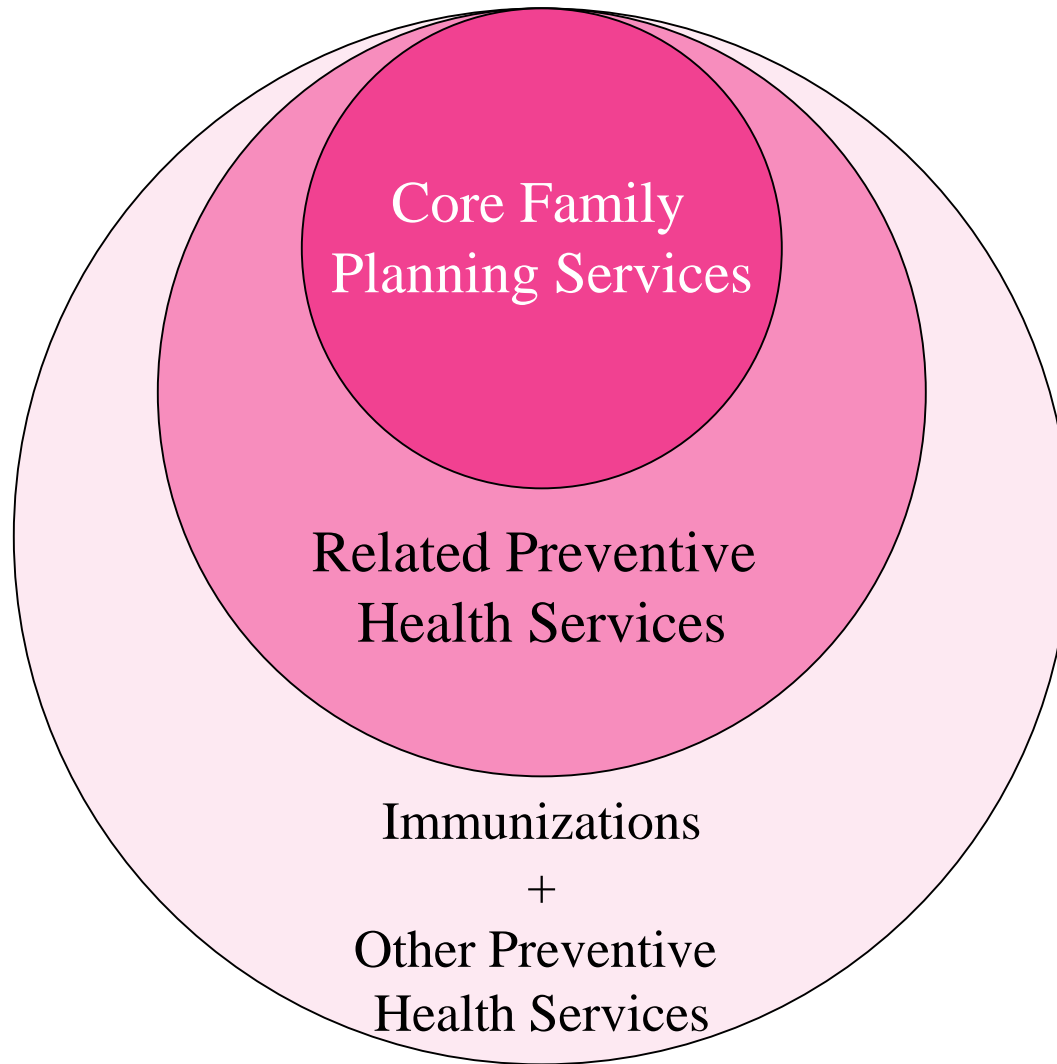 Core Family
Planning Services
Related Preventive
Health Services
Immunizations
+
Other Preventive
Health Services